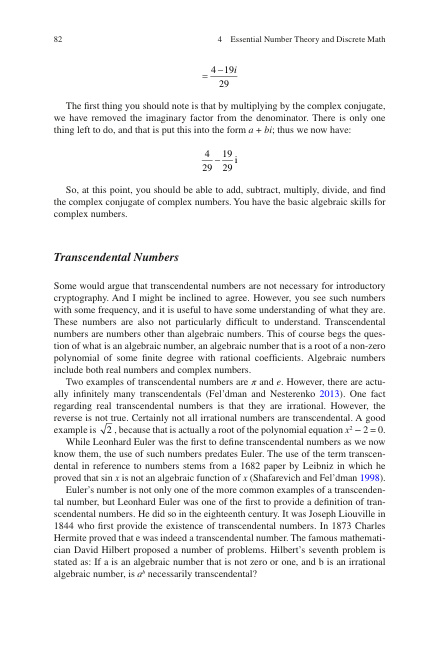 82 4 Essential Number Theory and Discrete Math
= (4 − 19i) / 29
The first thing you should note is that by multiplying by the complex conjugate,
we have removed the imaginary factor from the denominator. There is only one
thing left to do, and that is put this into the form a + bi; thus we now have:
4/29 − 19/29 i
So, at this point, you should be able to add, subtract, multiply, divide, and find
the complex conjugate of complex numbers. You have the basic algebraic skills for
complex numbers.
Transcendental Numbers
Some would argue that transcendental numbers are not necessary for introductory
cryptography. And I might be inclined to agree. However, you see such numbers
with some frequency, and it is useful to have some understanding of what they are.
These numbers are also not particularly difficult to understand. Transcendental
numbers are numbers other than algebraic numbers. This of course begs the ques-
tion of what is an algebraic number, an algebraic number that is a root of a non-zero
polynomial of some finite degree with rational coefficients. Algebraic numbers
include both real numbers and complex numbers.
Two examples of transcendental numbers are π and e. However, there are actu-
ally infinitely many transcendentals (Fel’dman and Nesterenko 2013). One fact
regarding real transcendental numbers is that they are irrational. However, the
reverse is not true. Certainly not all irrational numbers are transcendental. A good
example is √2 , because that is actually a root of the polynomial equation x² − 2 = 0.
While Leonhard Euler was the first to define transcendental numbers as we now
know them, the use of such numbers predates Euler. The use of the term transcen-
dental in reference to numbers stems from a 1682 paper by Leibniz in which he
proved that sin x is not an algebraic function of x (Shafarevich and Fel’dman 1998).
Euler’s number is not only one of the more common examples of a transcenden-
tal number, but Leonhard Euler was one of the first to provide a definition of tran-
scendental numbers. He did so in the eighteenth century. It was Joseph Liouville in
1844 who first provide the existence of transcendental numbers. In 1873 Charles
Hermite proved that e was indeed a transcendental number. The famous mathemati-
cian David Hilbert proposed a number of problems. Hilbert’s seventh problem is
stated as: If a is an algebraic number that is not zero or one, and b is an irrational
algebraic number, is aᵇ necessarily transcendental?